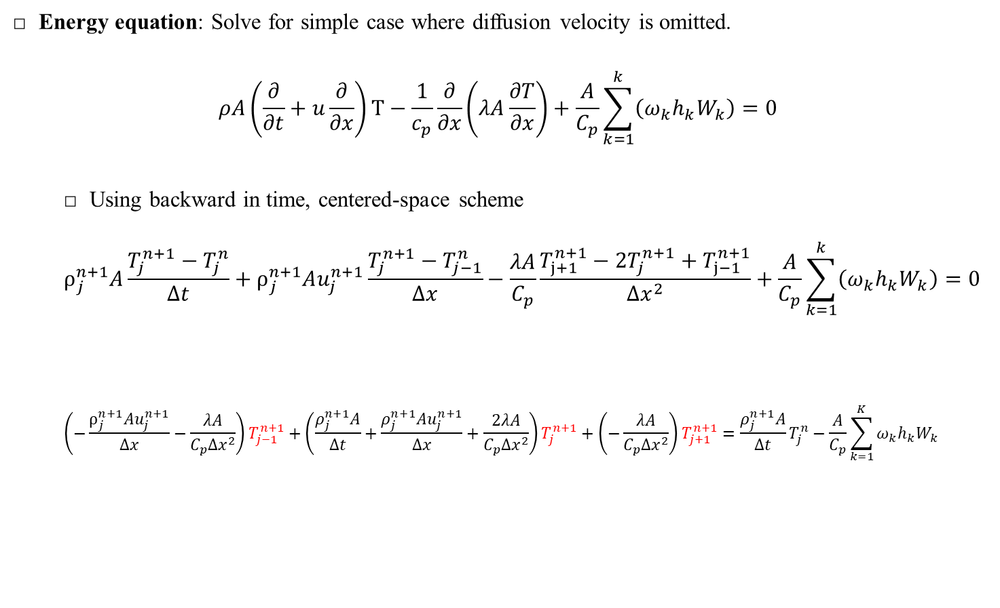 □ Energy equation: Solve for simple case where diffusion velocity is omitted.
$\rho A\left(\frac{\partial}{\partial t}+u\frac{\partial}{\partial x}\right)\mathrm{T}-\frac{1}{c_p}\frac{\partial}{\partial x}\left(\lambda A\frac{\partial T}{\partial x}\right)+\frac{A}{C_p}\sum_{k=1}^{k}(\omega_k h_k W_k)=0$
□ Using backward in time, centered-space scheme
$\rho_j^{n+1}A\frac{T_j^{n+1}-T_j^n}{\Delta t}+\rho_j^{n+1}Au_j^{n+1}\frac{T_j^{n+1}-T_{j-1}^n}{\Delta x}-\frac{\lambda A}{C_p}\frac{T_{j+1}^{n+1}-2T_j^{n+1}+T_{j-1}^{n+1}}{\Delta x^2}+\frac{A}{C_p}\sum_{k=1}^{k}(\omega_k h_k W_k)=0$
$\left(-\frac{\rho_j^{n+1}Au_j^{n+1}}{\Delta x}-\frac{\lambda A}{C_p\Delta x^2}\right)T_{j-1}^{n+1}+\left(\frac{\rho_j^{n+1}A}{\Delta t}+\frac{\rho_j^{n+1}Au_j^{n+1}}{\Delta x}+\frac{2\lambda A}{C_p\Delta x^2}\right)T_j^{n+1}+\left(-\frac{\lambda A}{C_p\Delta x^2}\right)T_{j+1}^{n+1}=\frac{\rho_j^{n+1}A}{\Delta t}T_j^n-\frac{A}{C_p}\sum_{k=1}^{K}\omega_k h_k W_k$